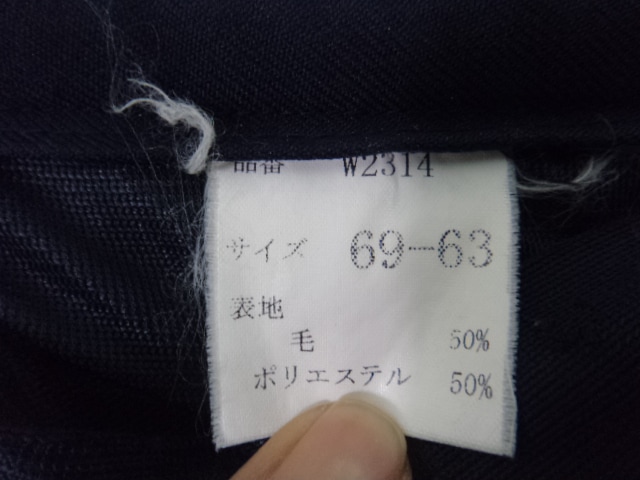 品番 W2314
サイズ 69-63
表地
毛 50%
ポリエステル 50%